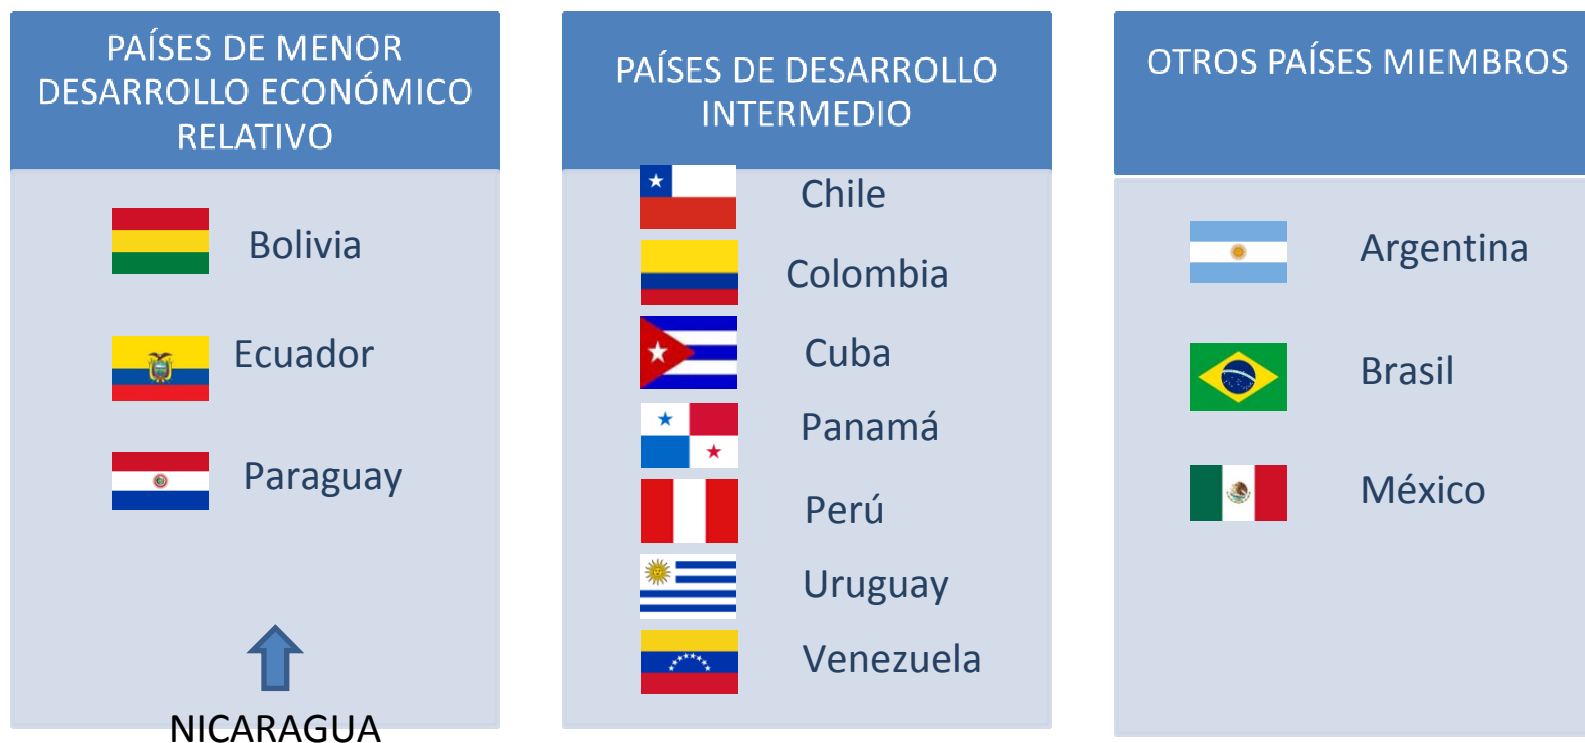 PAÍSES DE MENOR
DESARROLLO ECONÓMICO
RELATIVO
Bolivia
Ecuador
Paraguay
NICARAGUA
PAÍSES DE DESARROLLO
INTERMEDIO
Chile
Colombia
Cuba
Panamá
Perú
Uruguay
Venezuela
OTROS PAÍSES MIEMBROS
Argentina
Brasil
México